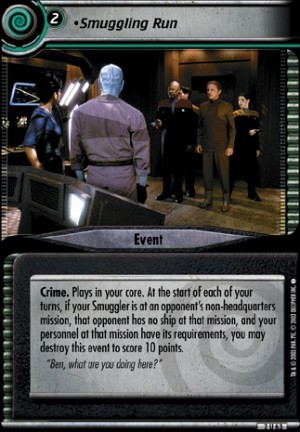 2
•Smuggling Run
Event
Crime. Plays in your core. At the start of each of your
turns, if your Smuggler is at an opponent's non-headquarters
mission, that opponent has no ship at that mission, and your
personnel at that mission have its requirements, you may
destroy this event to score 10 points.
"Ben, what are you doing here?"
2 U 63